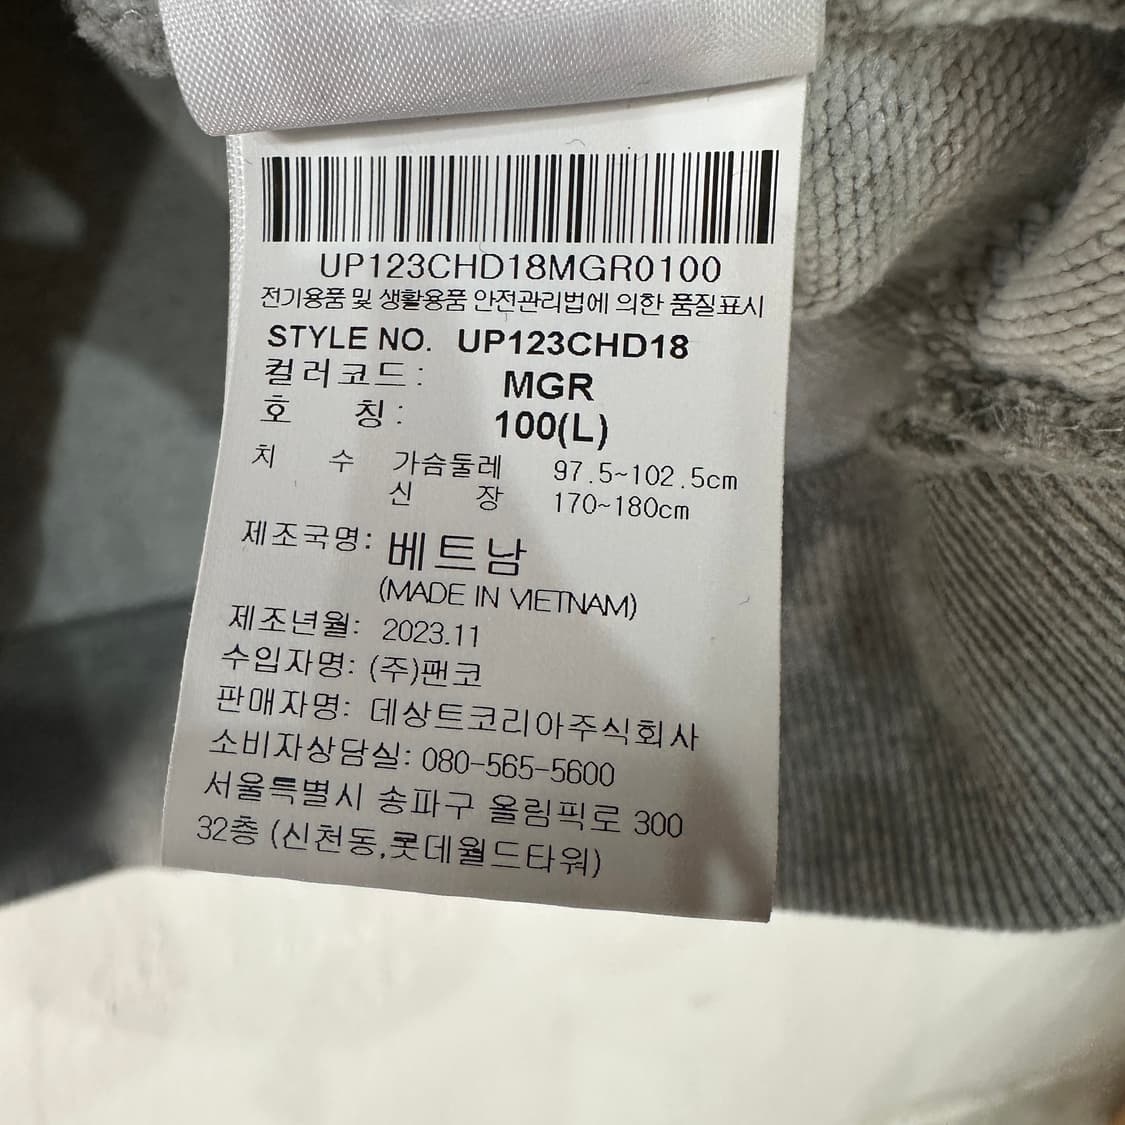 UP123CHD18MGR0100
전기용품 및 생활용품 안전관리법에 의한 품질표시
STYLE NO. UP123CHD18
컬러코드: MGR
호 칭: 100(L)
치 수 가슴둘레 97.5~102.5cm
신 장 170~180cm
제조국명: 베트남
(MADE IN VIETNAM)
제조년월: 2023.11
수입자명: (주)팬코
판매자명: 데상트코리아주식회사
소비자상담실: 080-565-5600
서울특별시 송파구 올림픽로 300
32층 (신천동,롯데월드타워)